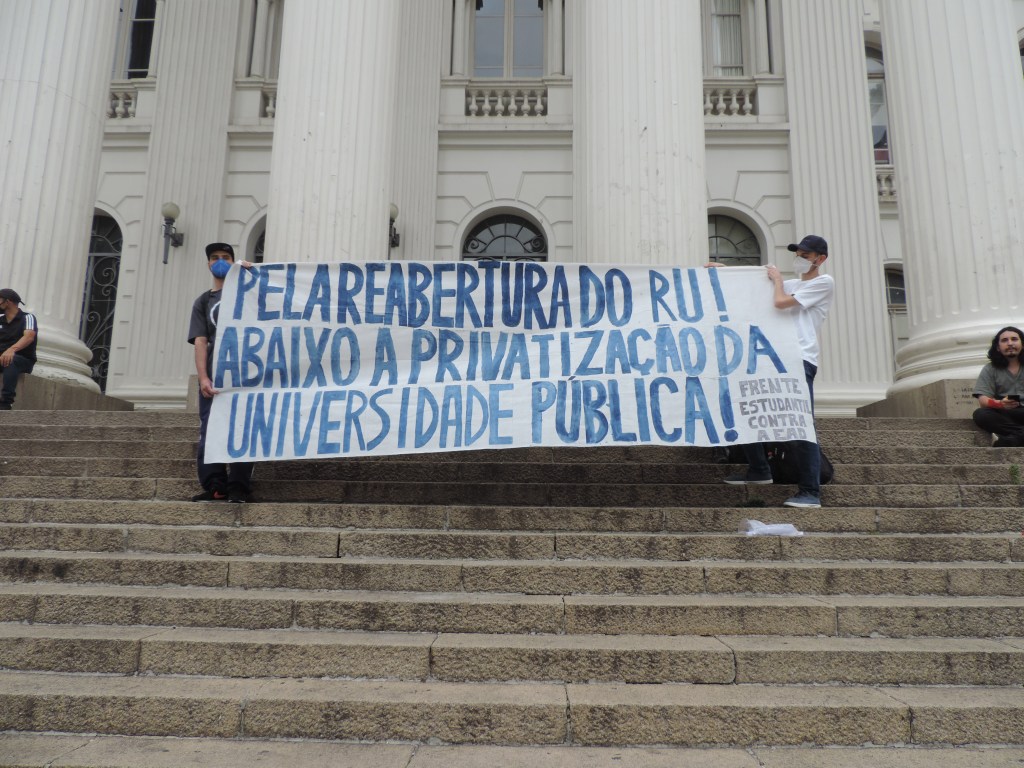 PELA REABERTURA DO RU!
ABAIXO A PRIVATIZAÇÃO DA
UNIVERSIDADE PÚBLICA!
FRENTE
ESTUDANTIL
CONTRA
A EAD